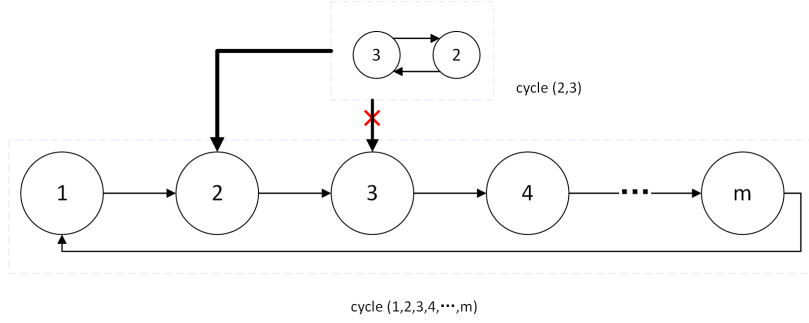 3 2
cycle (2,3)
1 2 3 4 ··· m
cycle (1,2,3,4,···,m)